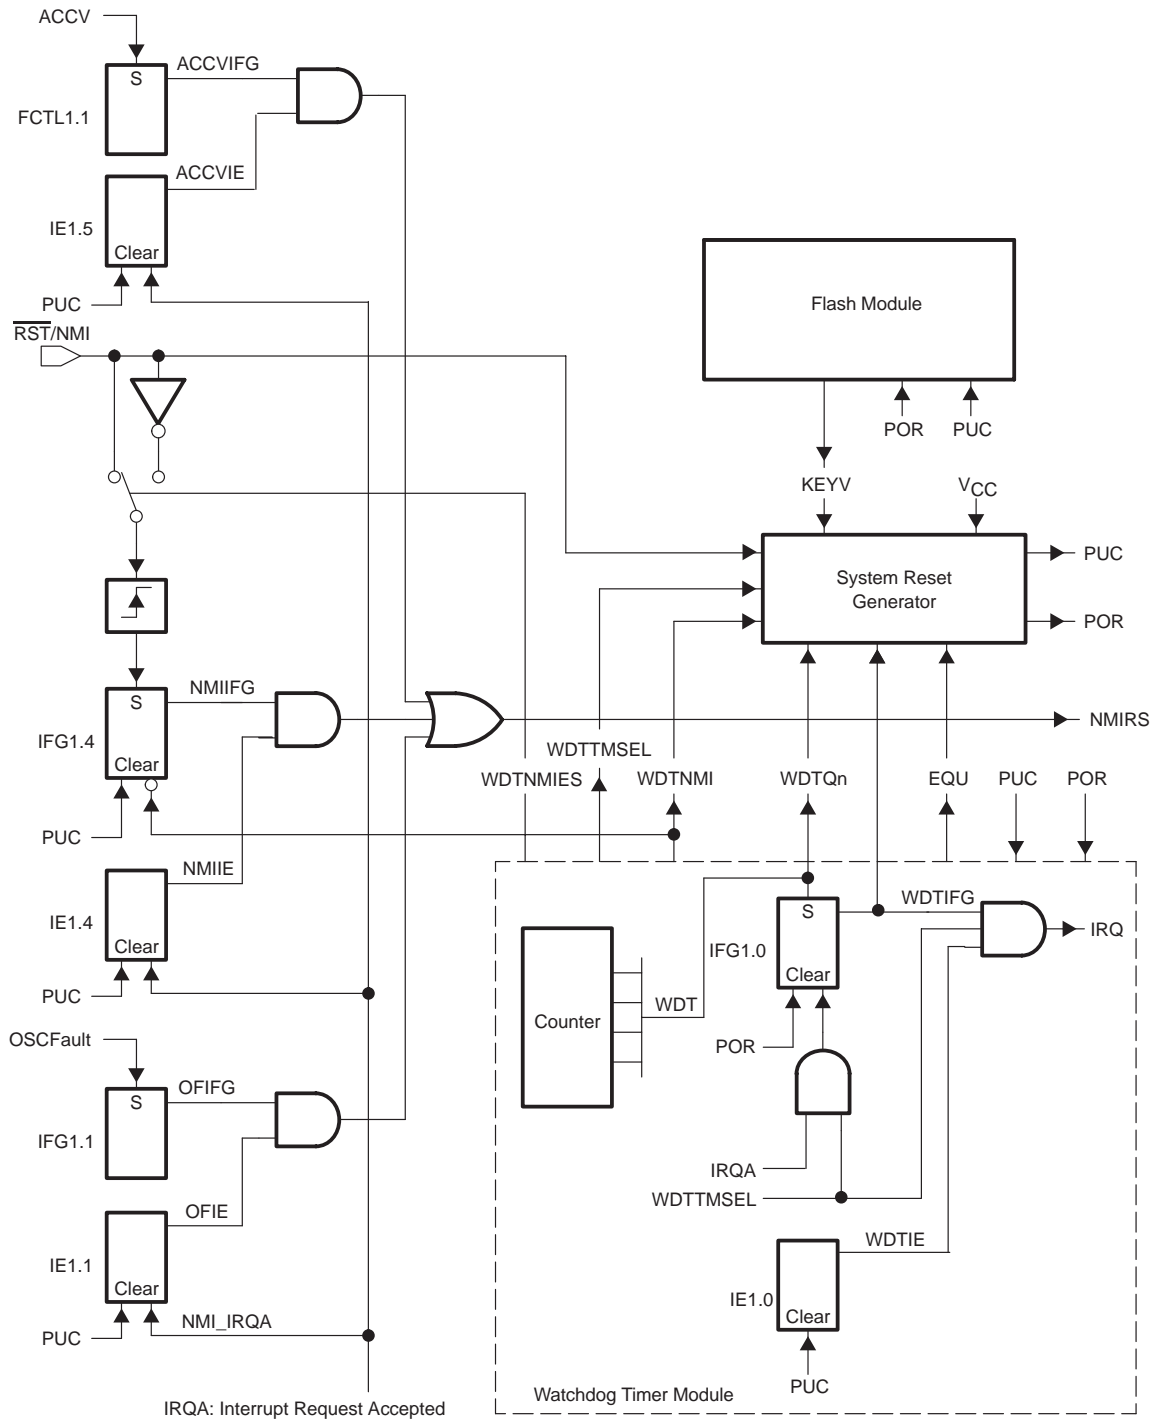 ACCV
S
ACCVIFG
FCTL1.1
ACCVIE
IE1.5
Clear
PUC
RST/NMI
Flash Module
POR
PUC
KEYV
VCC
System Reset
Generator
PUC
POR
S
NMIIFG
IFG1.4
Clear
NMIRS
WDTTMSEL
WDTNMIES
WDTNMI
WDTQn
EQU
PUC
POR
PUC
NMIIE
IE1.4
Clear
PUC
S
WDTIFG
IRQ
IFG1.0
Clear
Counter
WDT
POR
OSCFault
S
OFIFG
IFG1.1
IRQA
WDTTMSEL
OFIE
IE1.1
Clear
NMI_IRQA
PUC
WDTIE
IE1.0
Clear
PUC
Watchdog Timer Module
IRQA: Interrupt Request Accepted